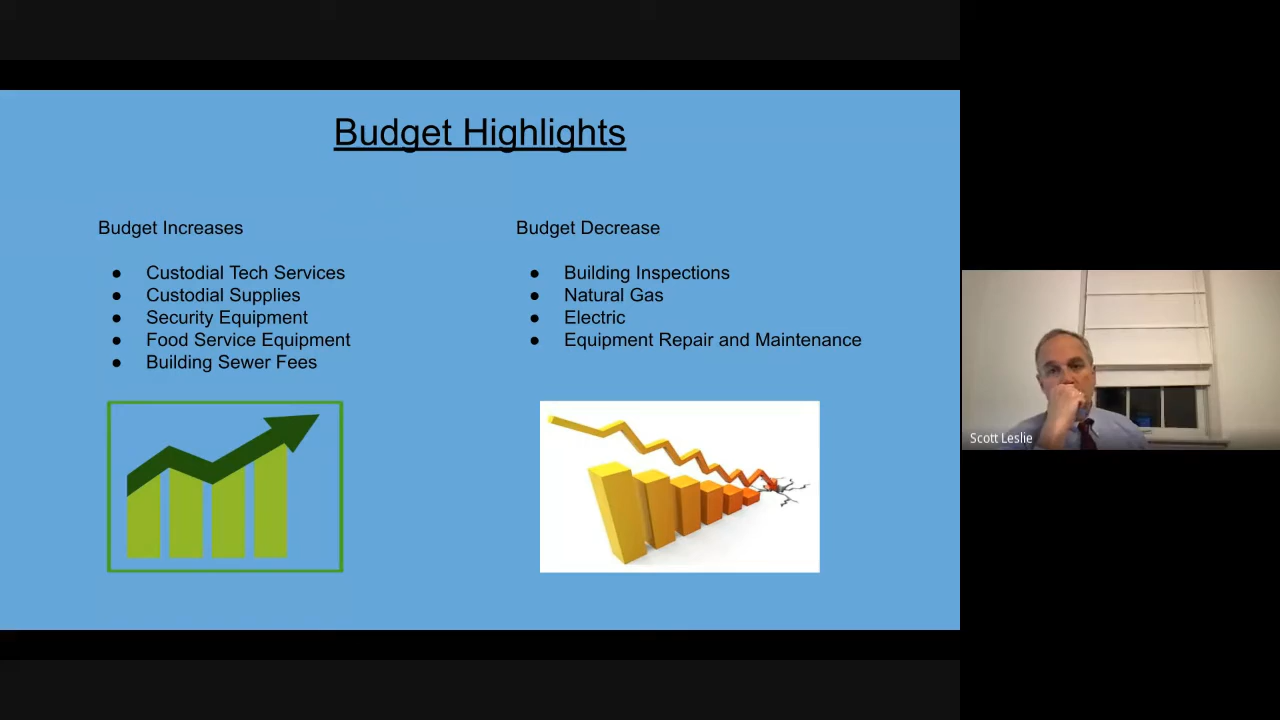 Budget Highlights
Budget Increases
● Custodial Tech Services
● Custodial Supplies
● Security Equipment
● Food Service Equipment
● Building Sewer Fees
Budget Decrease
● Building Inspections
● Natural Gas
● Electric
● Equipment Repair and Maintenance
Scott Leslie